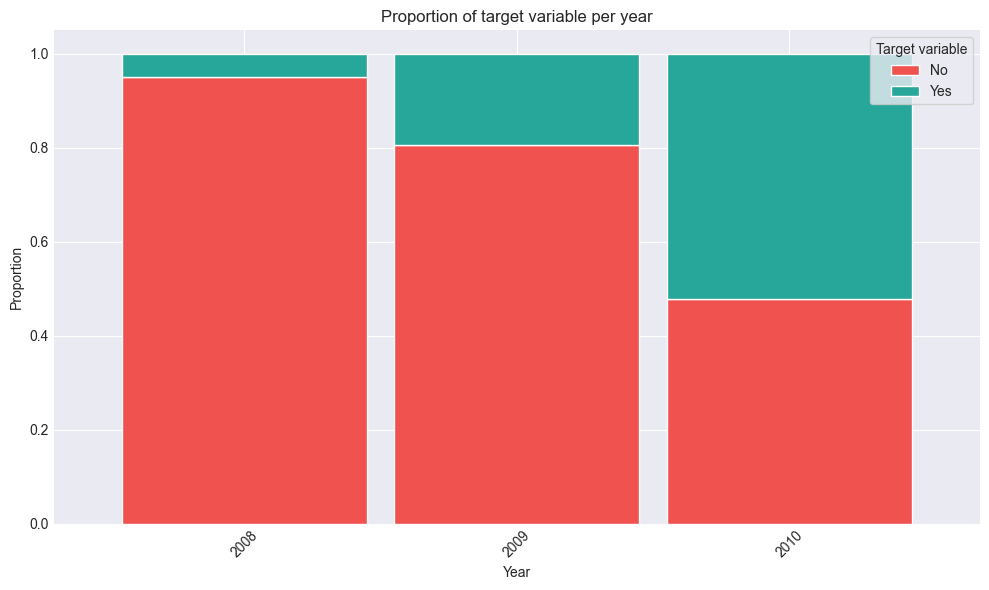 Proportion of target variable per year
Target variable
No
Yes
Proportion
1.0
0.8
0.6
0.4
0.2
0.0
2008
2009
2010
Year